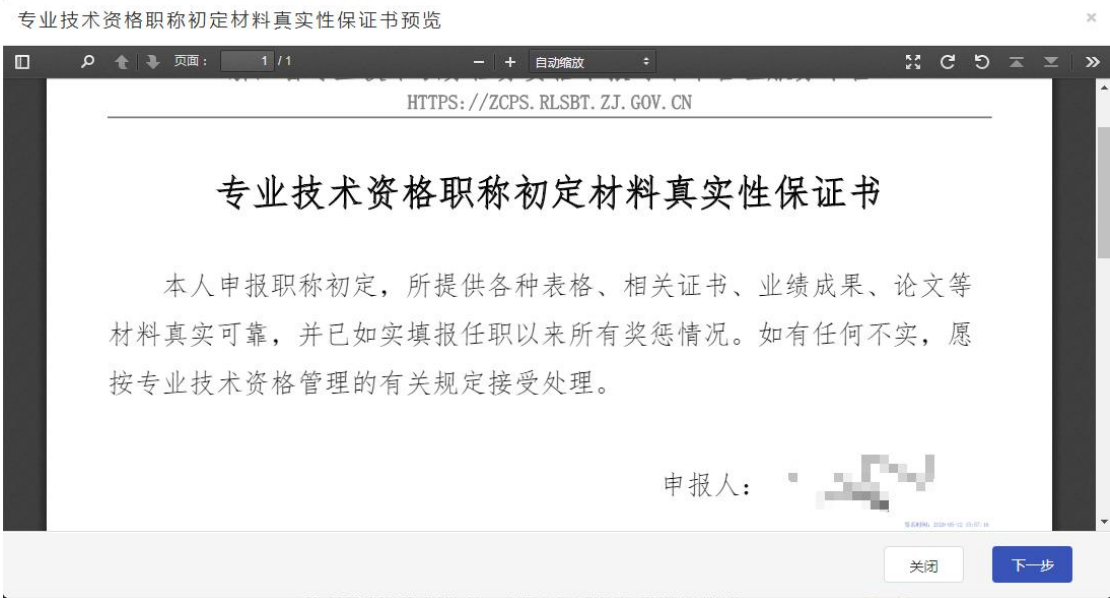 专业技术资格职称初定材料真实性保证书预览
×
页面： 1 / 1
− + 自动缩放
HTTPS://ZCPS.RLSBT.ZJ.GOV.CN
专业技术资格职称初定材料真实性保证书
本人申报职称初定，所提供各种表格、相关证书、业绩成果、论文等
材料真实可靠，并已如实填报任职以来所有奖惩情况。如有任何不实，愿
按专业技术资格管理的有关规定接受处理。
申报人：
关闭 下一步